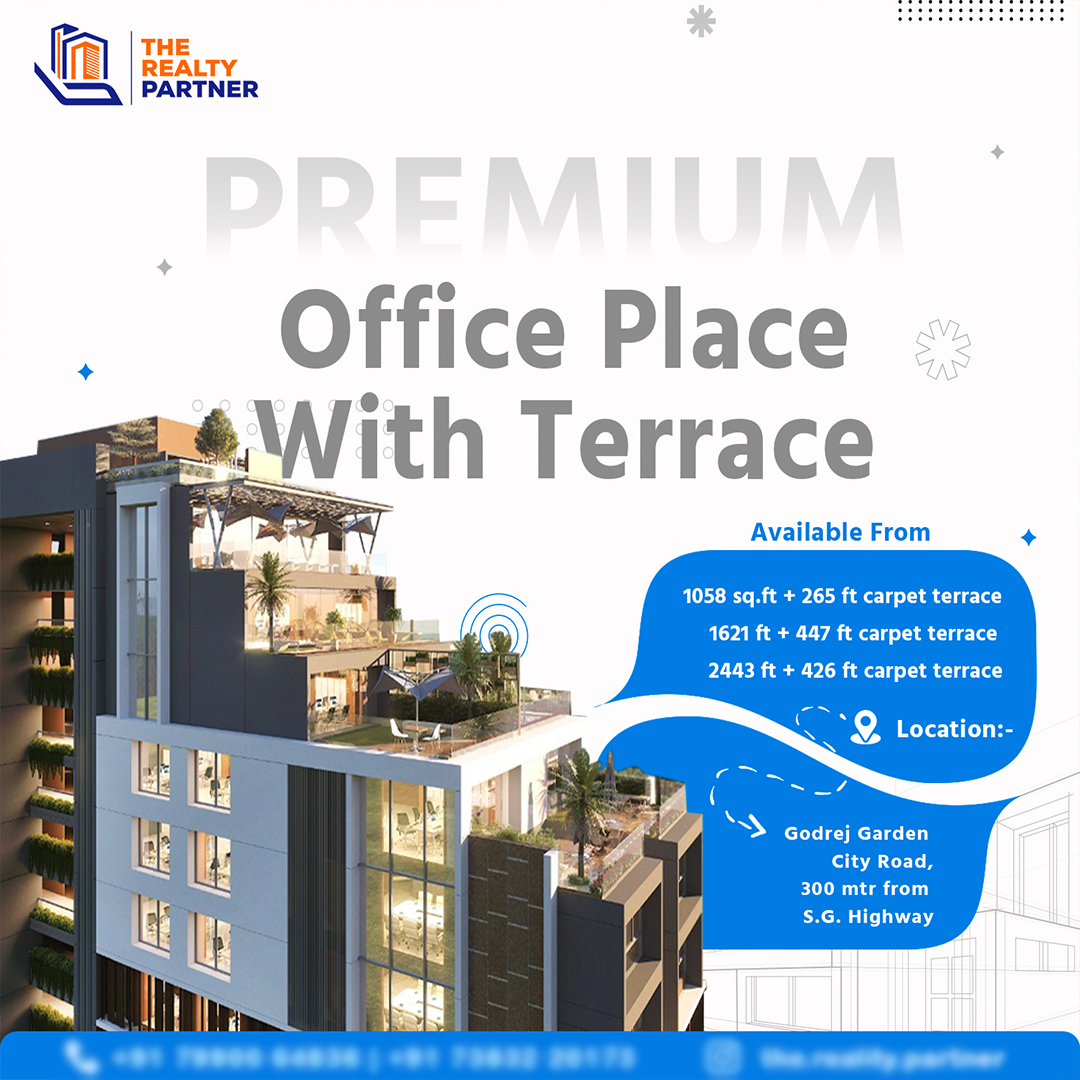 THE
REALTY
PARTNER
PREMIUM
Office Place
With Terrace
Available From
1058 sq.ft + 265 ft carpet terrace
1621 ft + 447 ft carpet terrace
2443 ft + 426 ft carpet terrace
Location:-
Godrej Garden
City Road,
300 mtr from
S.G. Highway